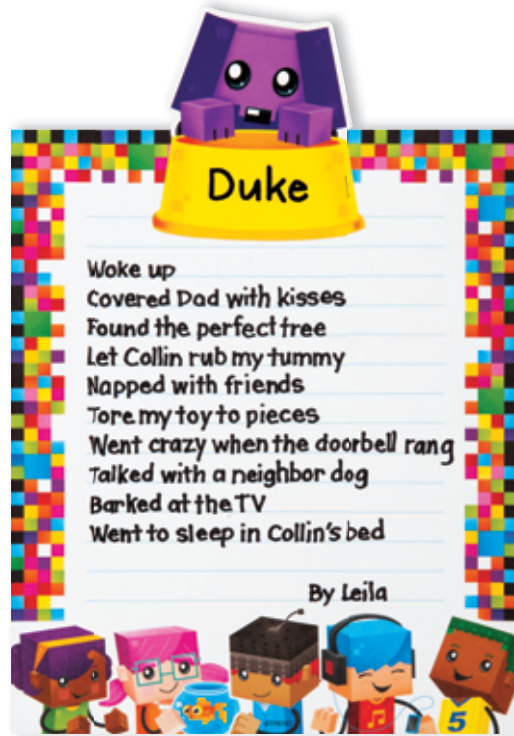 Duke
Woke up
Covered Dad with kisses
Found the perfect tree
Let Collin rub my tummy
Napped with friends
Tore my toy to pieces
Went crazy when the doorbell rang
Talked with a neighbor dog
Barked at the TV
Went to sleep in Collin's bed
By Leila
5